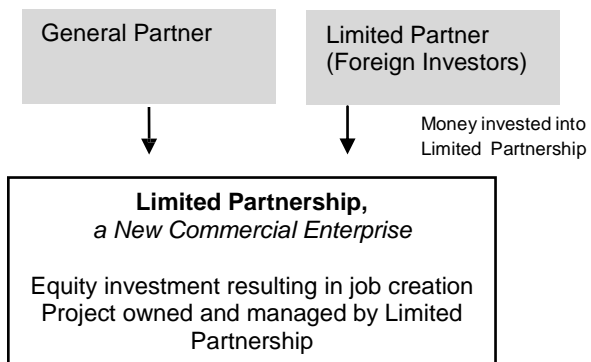 General Partner
Limited Partner
(Foreign Investors)
Money invested into
Limited Partnership
Limited Partnership,
a New Commercial Enterprise
Equity investment resulting in job creation
Project owned and managed by Limited
Partnership